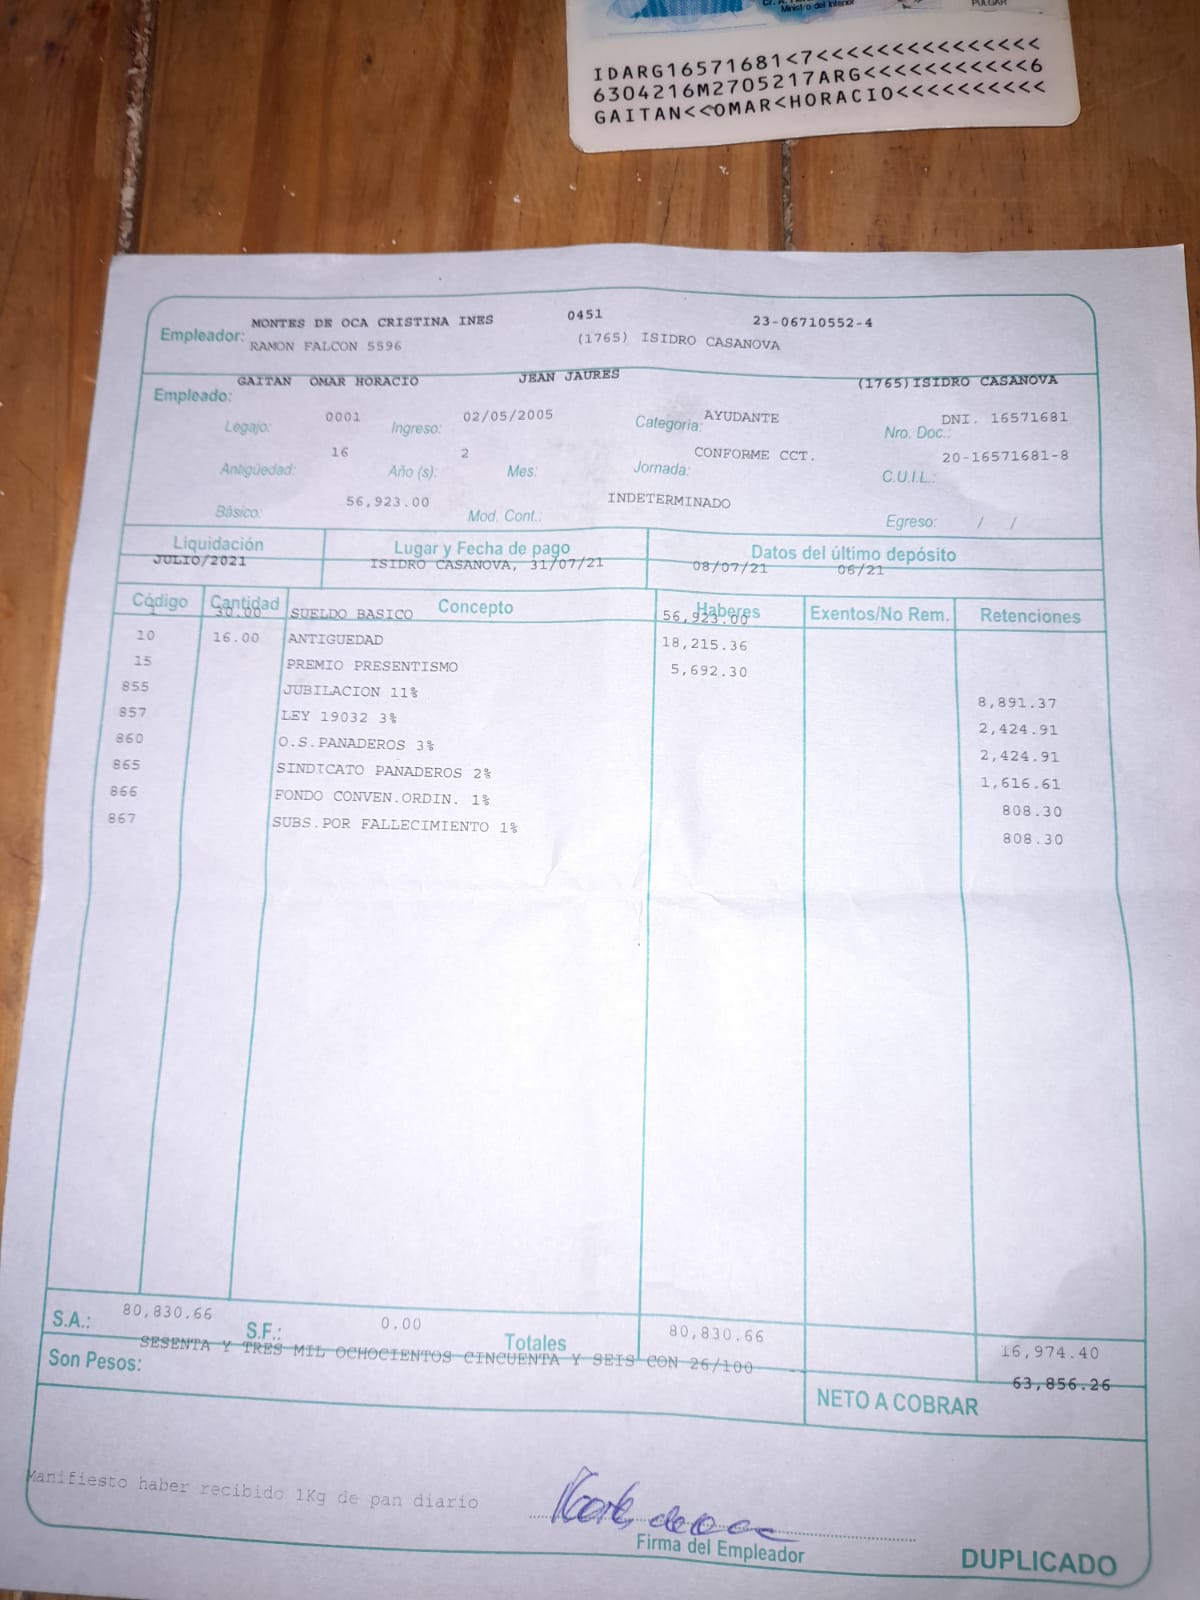 Cr. A.
Ministro del Interior
PULGAR
IDARG16571681<7<<<<<<<<<<<<<<<
6304216M2705217ARG<<<<<<<<<<<6
GAITAN<<OMAR<HORACIO<<<<<<<<<<
Empleador: MONTES DE OCA CRISTINA INES 0451 23-06710552-4
RAMON FALCON 5596 (1765) ISIDRO CASANOVA
Empleado: GAITAN OMAR HORACIO JEAN JAURES (1765)ISIDRO CASANOVA
Legajo: 0001 Ingreso: 02/05/2005 Categoria: AYUDANTE Nro. Doc.: DNI. 16571681
Antigüedad: 16 Año (s): 2 Mes: Jornada: CONFORME CCT. C.U.I.L.: 20-16571681-8
Básico: 56,923.00 Mod. Cont.: INDETERMINADO Egreso: / /
Liquidación Lugar y Fecha de pago Datos del último depósito
JULIO/2021 ISIDRO CASANOVA, 31/07/21 08/07/21 06/21
Código Cantidad Concepto Haberes Exentos/No Rem. Retenciones
1 30.00 SUELDO BASICO 56,923.00
10 16.00 ANTIGUEDAD 18,215.36
15 PREMIO PRESENTISMO 5,692.30
855 JUBILACION 11% 8,891.37
857 LEY 19032 3% 2,424.91
860 O.S.PANADEROS 3% 2,424.91
865 SINDICATO PANADEROS 2% 1,616.61
866 FONDO CONVEN.ORDIN. 1% 808.30
867 SUBS.POR FALLECIMIENTO 1% 808.30
S.A.: 80,830.66 S.F.: 0.00 Totales 80,830.66 16,974.40
Son Pesos: SESENTA Y TRES MIL OCHOCIENTOS CINCUENTA Y SEIS CON 26/100
NETO A COBRAR 63,856.26
Manifiesto haber recibido 1Kg de pan diario
Firma del Empleador
DUPLICADO